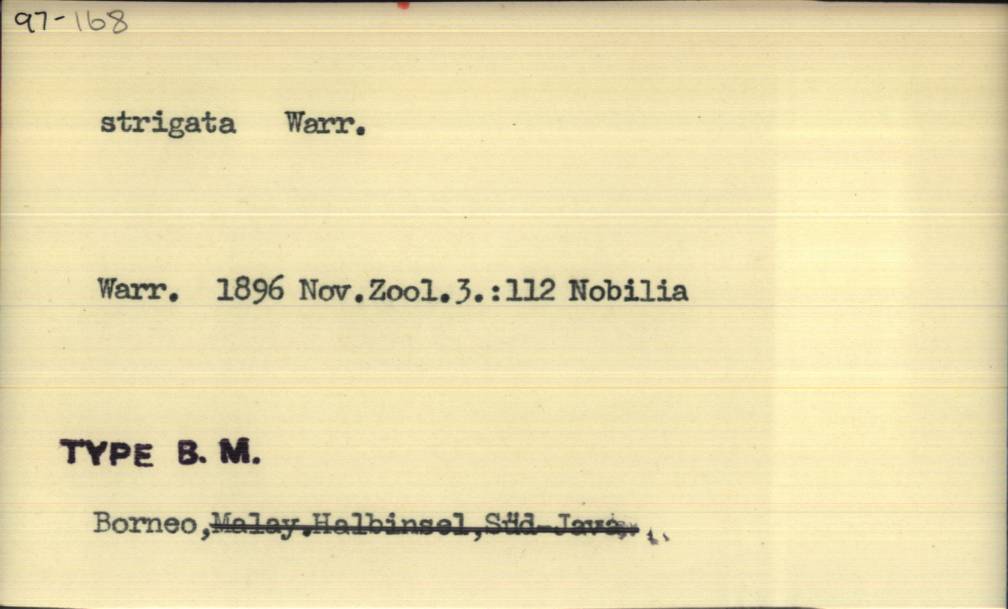 97-168
strigata Warr.
Warr. 1896 Nov.Zool.3.:112 Nobilia
TYPE B. M.
Borneo,Malay.Halbinsel,Süd-Java